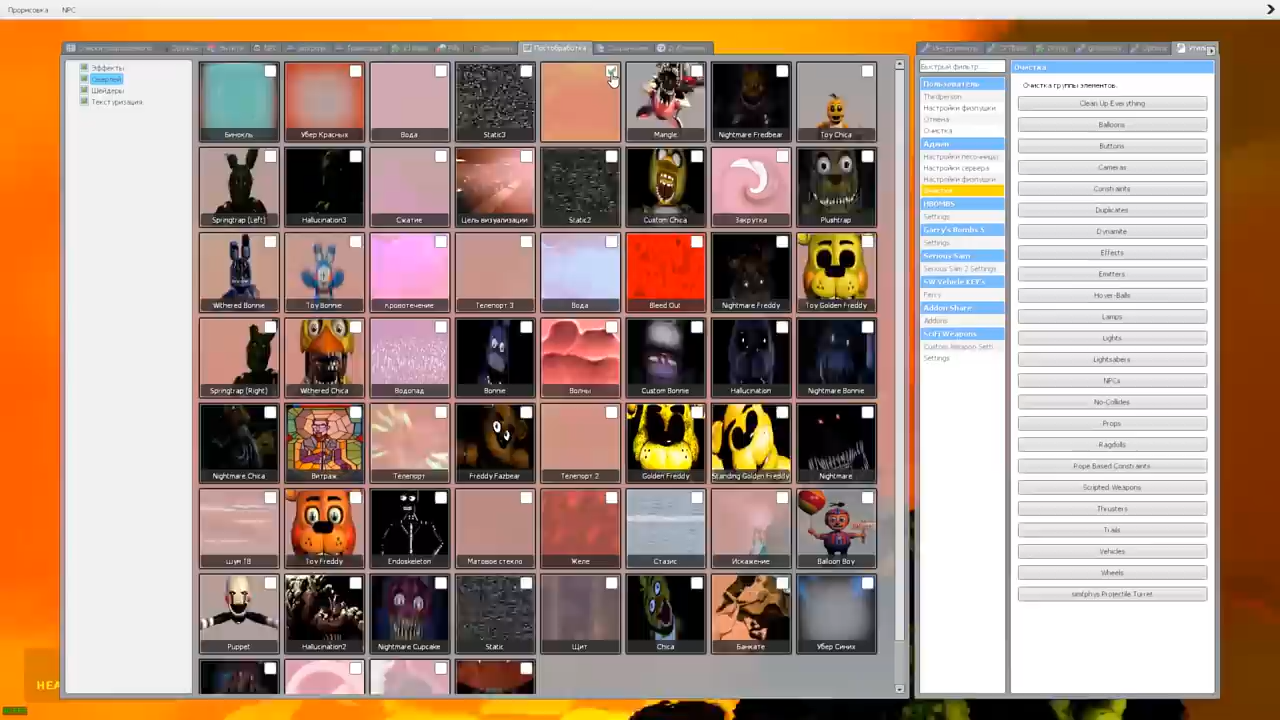 Прорисовка NPC
Постобработка
Эффекты
Оверлей
Шейдеры
Текстуризация
Бинокль
Убер Красных
Вода
Static3
Mangle
Nightmare Fredbear
Toy Chica
Springtrap (Left)
Hallucination3
Сжатие
Цель визуализации
Static2
Custom Chica
Закрутка
Plushtrap
Withered Bonnie
Toy Bonnie
кровотечение
Телепорт 3
Вода
Bleed Out
Nightmare Freddy
Toy Golden Freddy
Springtrap (Right)
Withered Chica
Водопад
Bonnie
Волны
Custom Bonnie
Hallucination
Nightmare Bonnie
Nightmare Chica
Витраж
Телепорт
Freddy Fazbear
Телепорт 2
Golden Freddy
Standing Golden Freddy
Nightmare
шум ТВ
Toy Freddy
Endoskeleton
Матовое стекло
Желе
Стазис
Искажение
Balloon Boy
Puppet
Hallucination2
Nightmare Cupcake
Static
Щит
Chica
Убер Синих
Быстрый фильтр...
Пользователь
Thirdperson
Настройки физпушки
Отмена
Очистка
Админ
Настройки песочницы
Настройки сервера
Настройки физпушки
Очистка
HBOMBS
Settings
Garry's Bombs 5
Settings
Serious Sam
Serious Sam 2 Settings
SW Vehicle KEY's
Ferry
Addon Share
Addons
SciFi Weapons
Custom Weapon Seth...
Settings
Очистка
Очистка группы элементов.
Clean Up Everything
Balloons
Buttons
Cameras
Constraints
Duplicates
Dynamite
Effects
Emitters
Hover-Balls
Lamps
Lights
Lightsabers
NPCs
No-Collides
Props
Ragdolls
Rope Based Constraints
Scripted Weapons
Thrusters
Trails
Vehicles
Wheels
simfphys Projectile Turret
HEA